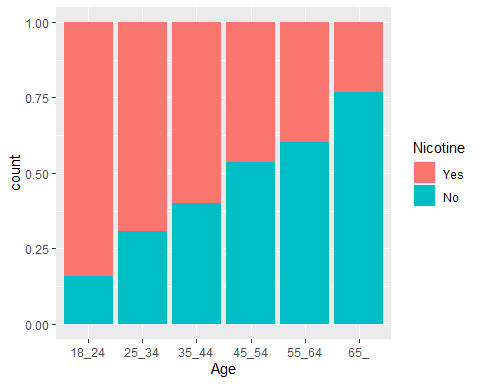 1.00
0.75
0.50
0.25
0.00
count
18_24 25_34 35_44 45_54 55_64 65_
Age
Nicotine
Yes
No